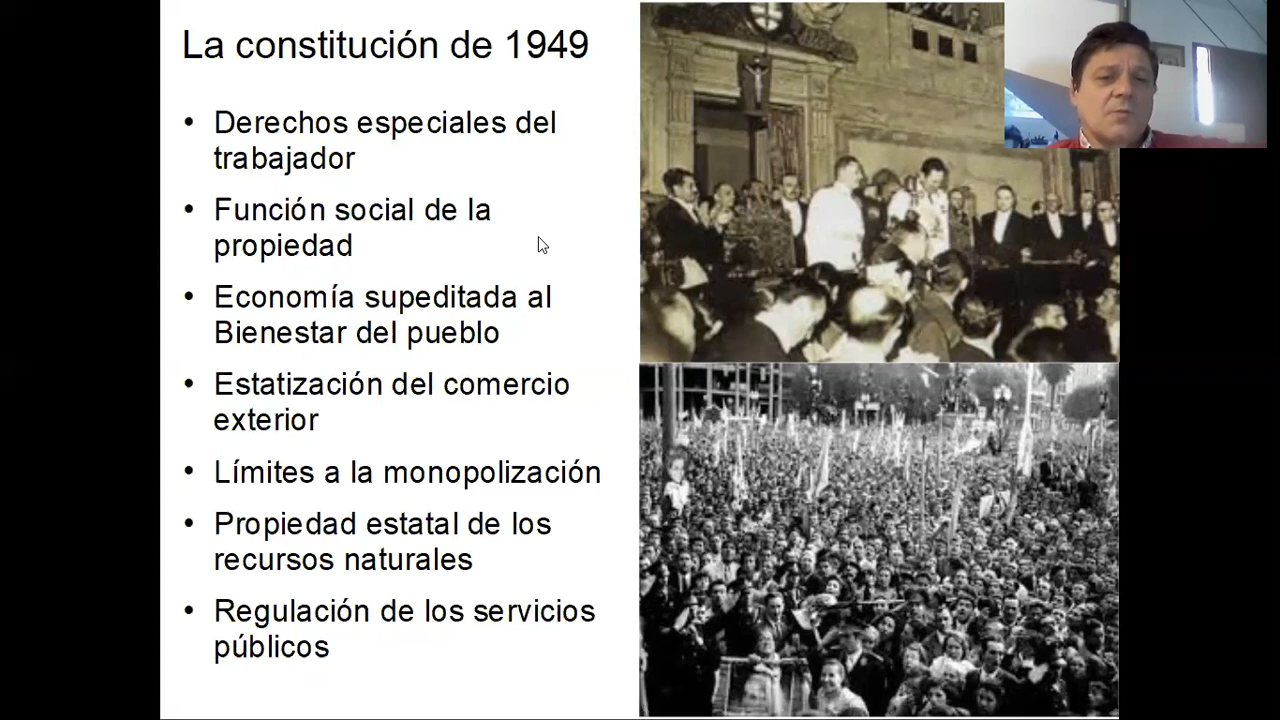 La constitución de 1949
• Derechos especiales del
trabajador
• Función social de la
propiedad
• Economía supeditada al
Bienestar del pueblo
• Estatización del comercio
exterior
• Límites a la monopolización
• Propiedad estatal de los
recursos naturales
• Regulación de los servicios
públicos